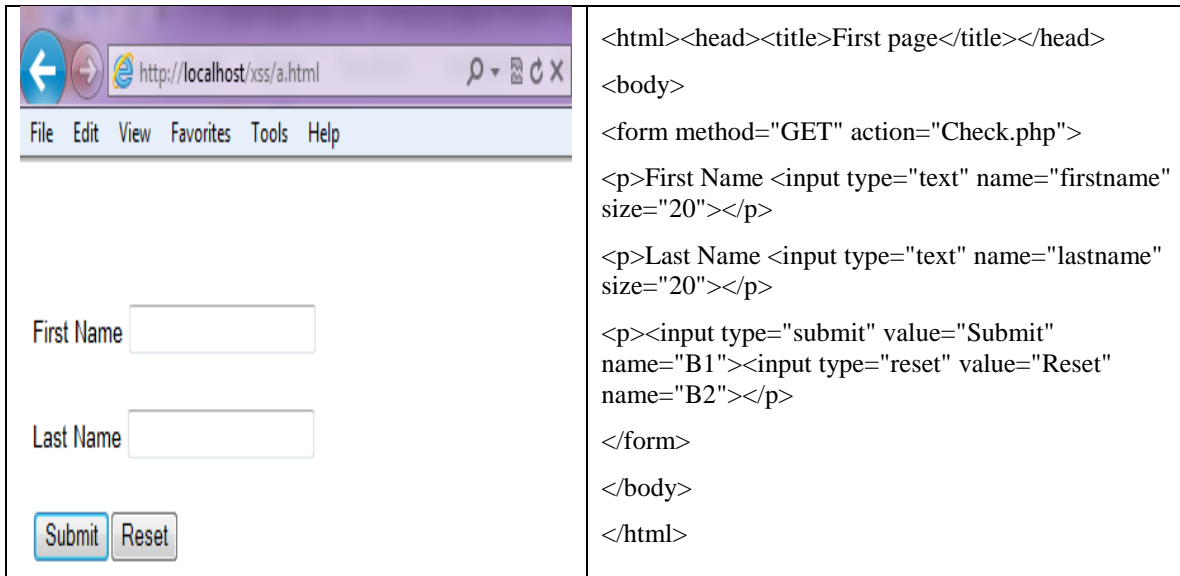 http://localhost/xss/a.html
File Edit View Favorites Tools Help
First Name
Last Name
Submit Reset
<html><head><title>First page</title></head>
<body>
<form method="GET" action="Check.php">
<p>First Name <input type="text" name="firstname"
size="20"></p>
<p>Last Name <input type="text" name="lastname"
size="20"></p>
<p><input type="submit" value="Submit"
name="B1"><input type="reset" value="Reset"
name="B2"></p>
</form>
</body>
</html>